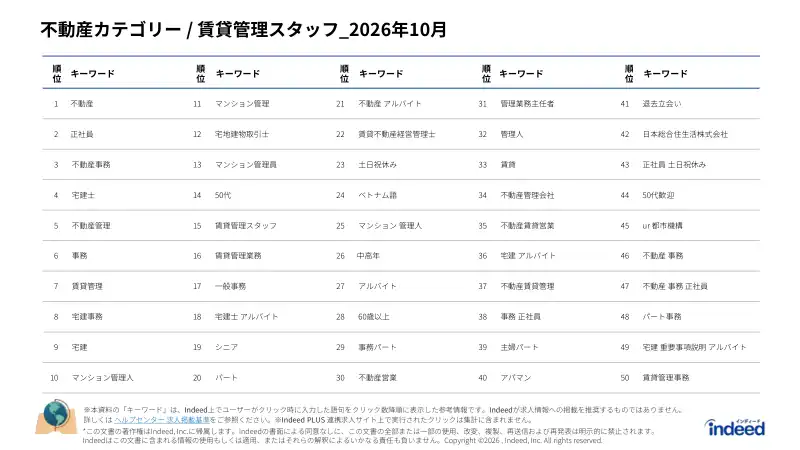 不動産カテゴリー / 賃貸管理スタッフ_2026年10月
順位 キーワード 順位 キーワード 順位 キーワード 順位 キーワード 順位 キーワード
1 不動産 11 マンション管理 21 不動産 アルバイト 31 管理業務主任者 41 退去立会い
2 正社員 12 宅地建物取引士 22 賃貸不動産経営管理士 32 管理人 42 日本総合住生活株式会社
3 不動産事務 13 マンション管理員 23 土日祝休み 33 賃貸 43 正社員 土日祝休み
4 宅建士 14 50代 24 ベトナム語 34 不動産管理会社 44 50代歓迎
5 不動産管理 15 賃貸管理スタッフ 25 マンション 管理人 35 不動産賃貸営業 45 ur 都市機構
6 事務 16 賃貸管理業務 26 中高年 36 宅建 アルバイト 46 不動産 事務
7 賃貸管理 17 一般事務 27 アルバイト 37 不動産賃貸管理 47 不動産 事務 正社員
8 宅建事務 18 宅建士 アルバイト 28 60歳以上 38 事務 正社員 48 パート事務
9 宅建 19 シニア 29 事務パート 39 主婦パート 49 宅建 重要事項説明 アルバイト
10 マンション管理人 20 パート 30 不動産営業 40 アパマン 50 賃貸管理事務
※本資料の「キーワード」は、Indeed上でユーザーがクリック時に入力した語句をクリック数降順に表示した参考情報です。Indeedが求人情報への掲載を推奨するものではありません。
詳しくは ヘルプセンター 求人掲載基準をご参照ください。※Indeed PLUS 連携求人サイト上で実行されたクリックは集計に含まれません。
*この文書の著作権はIndeed, Inc.に帰属します。Indeedの書面による同意なしに、この文書の全部または一部の使用、改変、複製、再送信および再発表は明示的に禁止されます。
Indeedはこの文書に含まれる情報の使用もしくは適用、またはそれらの解釈よるいかなる責任も負いません。Copyright ©2026 , Indeed, Inc. All rights reserved.
インディード
indeed